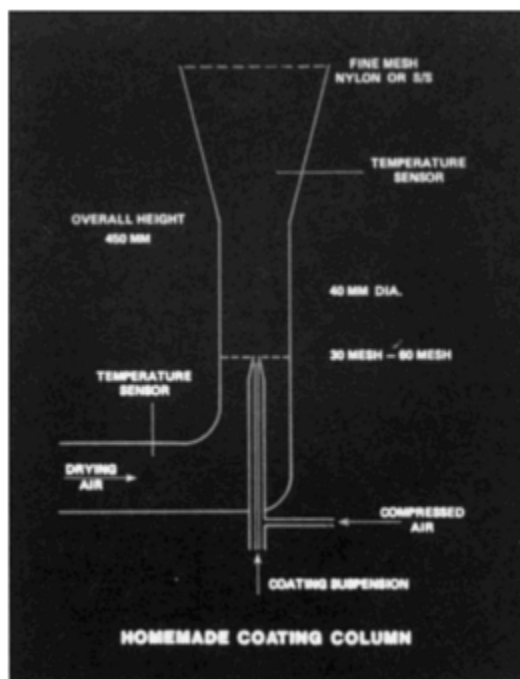 FINE MESH
NYLON OR S/S
TEMPERATURE
SENSOR
OVERALL HEIGHT
450 MM
40 MM DIA.
30 MESH – 60 MESH
TEMPERATURE
SENSOR
DRYING
AIR
COMPRESSED
AIR
COATING SUSPENSION
HOMEMADE COATING COLUMN